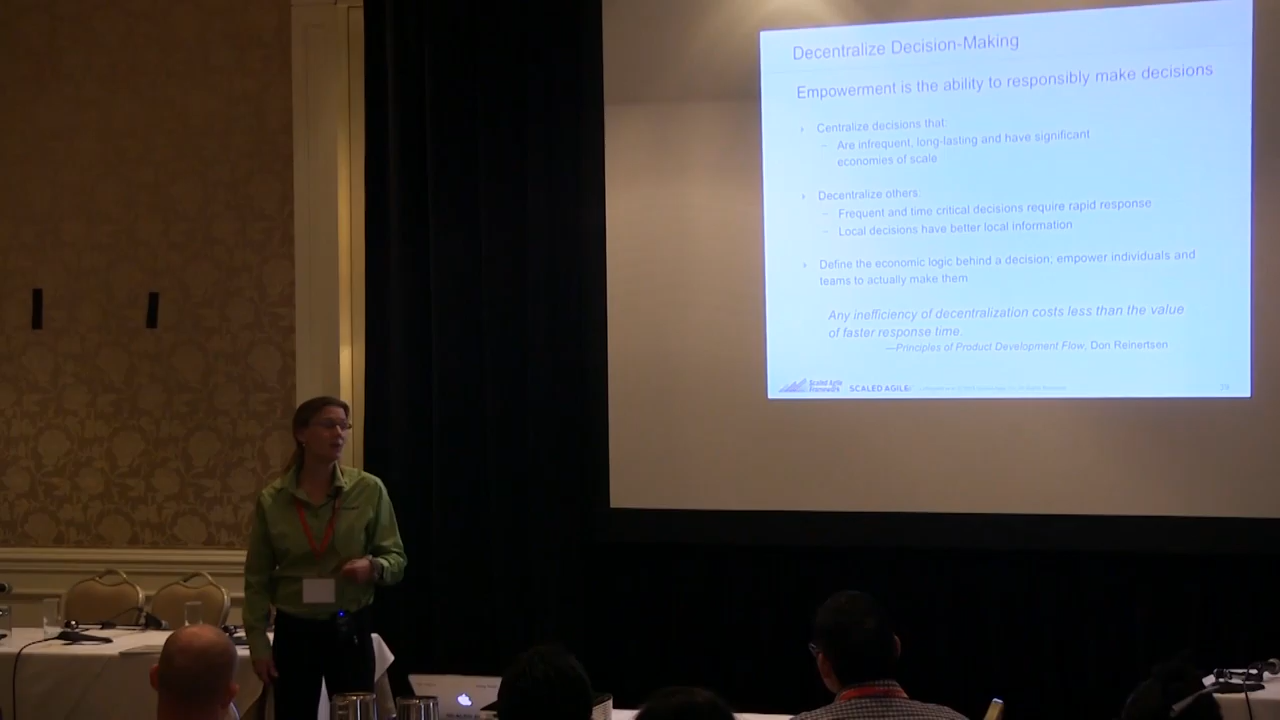 Decentralize Decision-Making
Empowerment is the ability to responsibly make decisions
› Centralize decisions that:
– Are infrequent, long-lasting and have significant
economies of scale
› Decentralize others:
– Frequent and time critical decisions require rapid response
– Local decisions have better local information
› Define the economic logic behind a decision; empower individuals and
teams to actually make them
Any inefficiency of decentralization costs less than the value
of faster response time.
—Principles of Product Development Flow, Don Reinertsen
Scaled Agile
Framework
SCALED AGILE
39